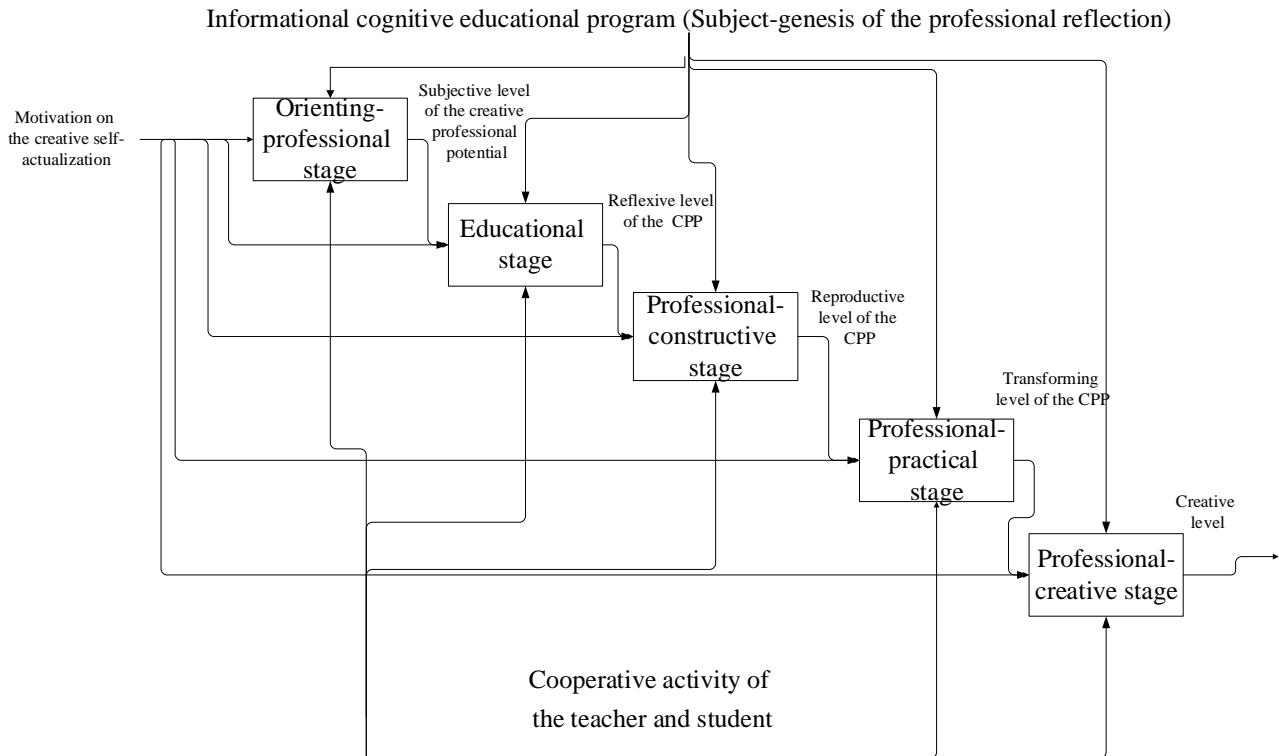 Informational cognitive educational program (Subject-genesis of the professional reflection)
Motivation on
the creative self-
actualization
Orienting-
professional
stage
Subjective level
of the creative
professional
potential
Educational
stage
Reflexive level
of the CPP
Professional-
constructive
stage
Reproductive
level of the
CPP
Professional-
practical
stage
Transforming
level of the CPP
Professional-
creative stage
Creative
level
Cooperative activity of
the teacher and student